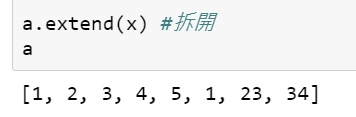 a.extend(x) #拆開
a
[1, 2, 3, 4, 5, 1, 23, 34]